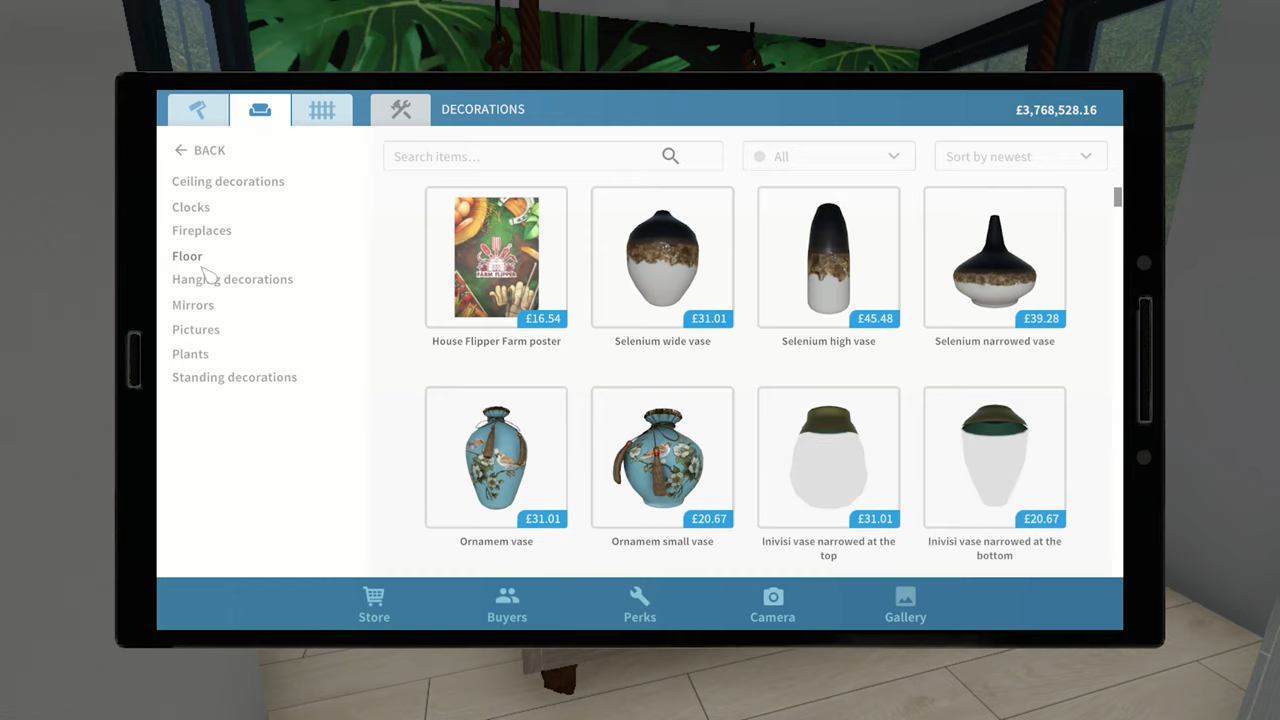 DECORATIONS
£3,768,528.16
BACK
Search items...
All
Sort by newest
Ceiling decorations
Clocks
Fireplaces
Floor
Hanging decorations
Mirrors
Pictures
Plants
Standing decorations
FARM FLIPPER
£16.54
£31.01
£45.48
£39.28
House Flipper Farm poster
Selenium wide vase
Selenium high vase
Selenium narrowed vase
£31.01
£20.67
£31.01
£20.67
Ornamem vase
Ornamem small vase
Inivisi vase narrowed at the
top
Inivisi vase narrowed at the
bottom
Store
Buyers
Perks
Camera
Gallery